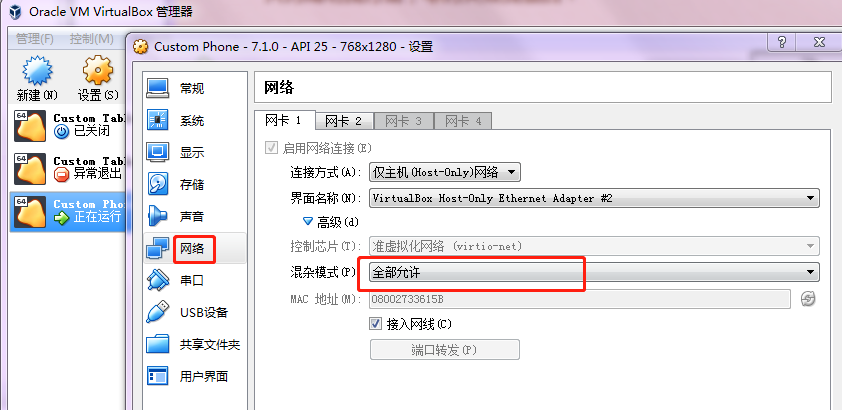 Oracle VM VirtualBox 管理器
管理(F) 控制(M)
新建(N) 设置(S)
64 Custom Tab
已关闭
64 Custom Tab
异常退出
64 Custom Pho
正在运行
Custom Phone - 7.1.0 - API 25 - 768x1280 - 设置
常规
系统
显示
存储
声音
网络
串口
USB设备
共享文件夹
用户界面
网络
网卡 1 网卡 2 网卡 3 网卡 4
启用网络连接(E)
连接方式(A): 仅主机(Host-Only)网络
界面名称(N): VirtualBox Host-Only Ethernet Adapter #2
高级(d)
控制芯片(T): 准虚拟化网络 (virtio-net)
混杂模式(P): 全部允许
MAC 地址(M): 08002733615B
接入网线(C)
端口转发(P)